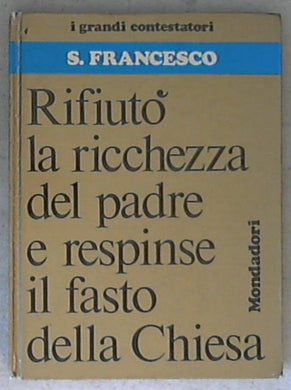 i grandi contestatori
S. FRANCESCO
Rifiutò
la ricchezza
del padre
e respinse
il fasto
della Chiesa
Mondadori